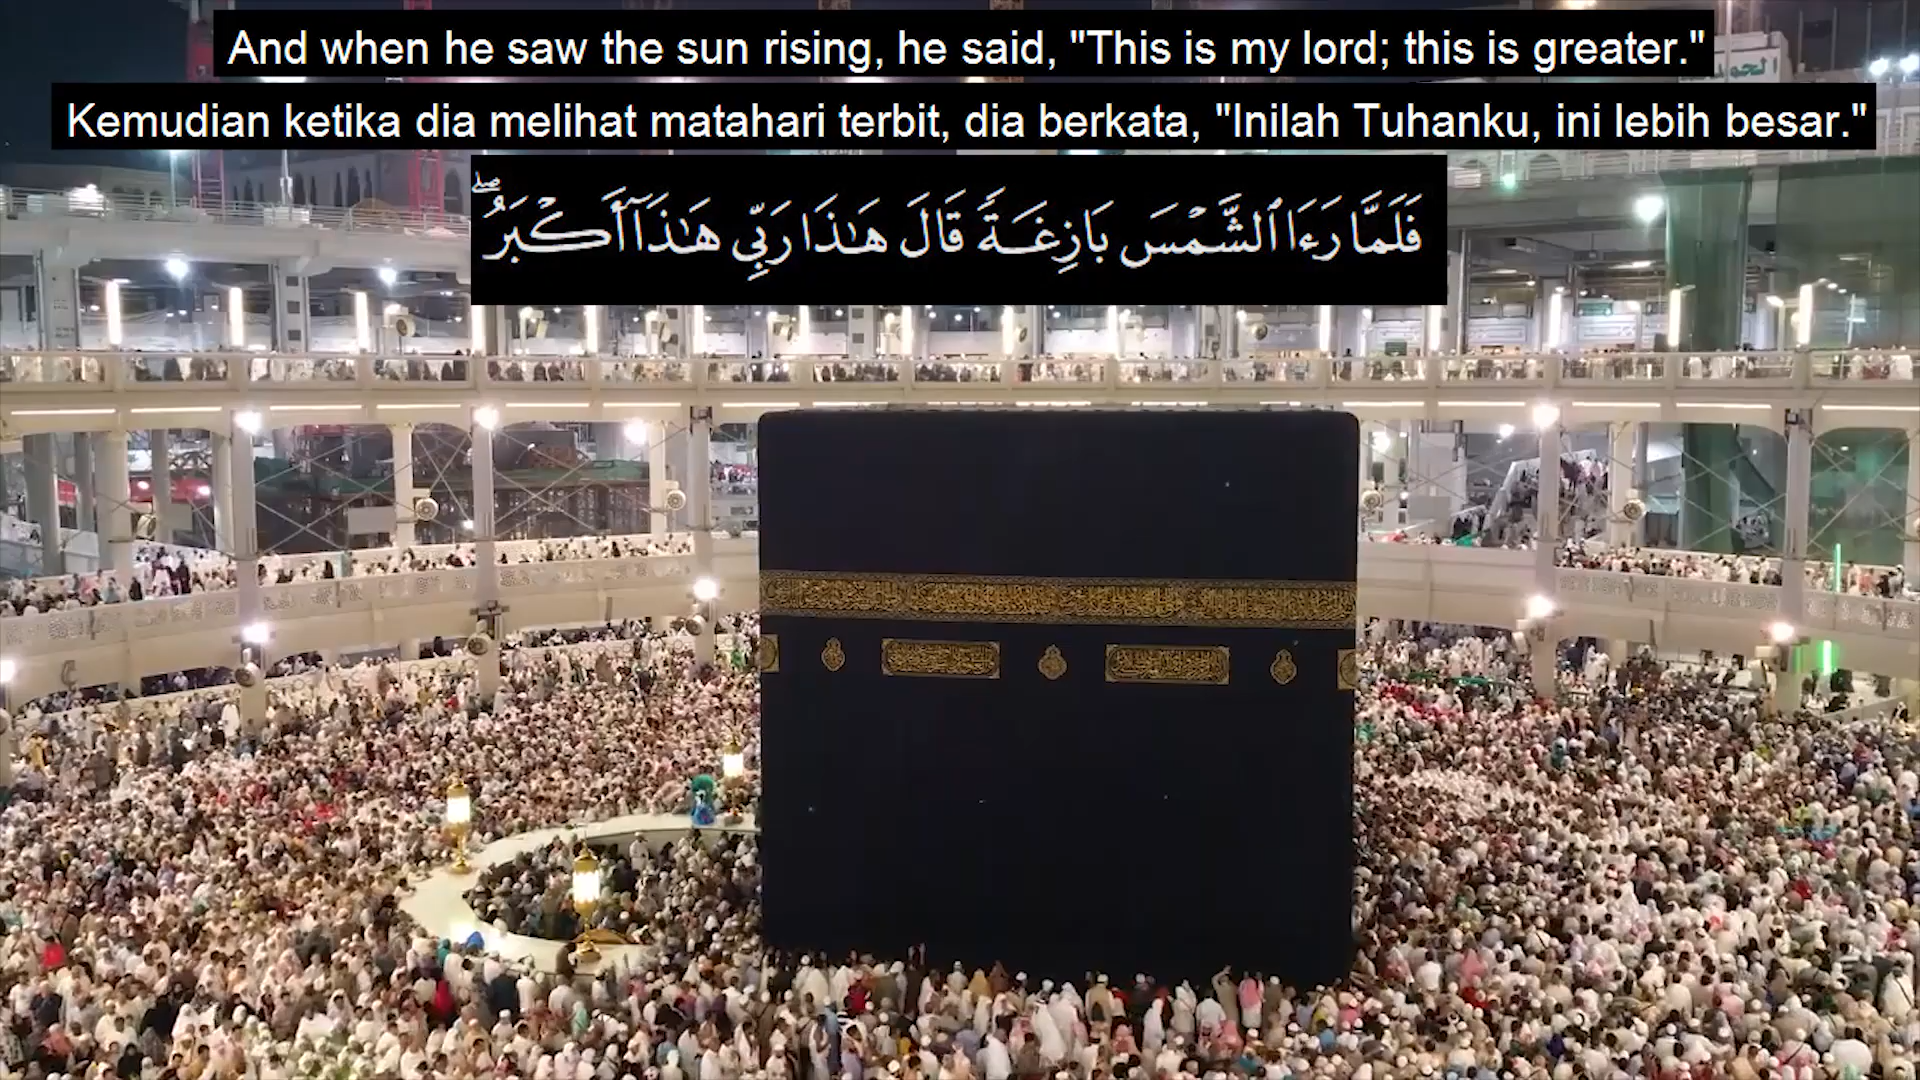 And when he saw the sun rising, he said, "This is my lord; this is greater."
Kemudian ketika dia melihat matahari terbit, dia berkata, "Inilah Tuhanku, ini lebih besar."
فَلَمَّا رَءَا ٱلشَّمْسَ بَازِغَةً قَالَ هَـٰذَا رَبِّى هَـٰذَآ أَكْبَرُ ۖ